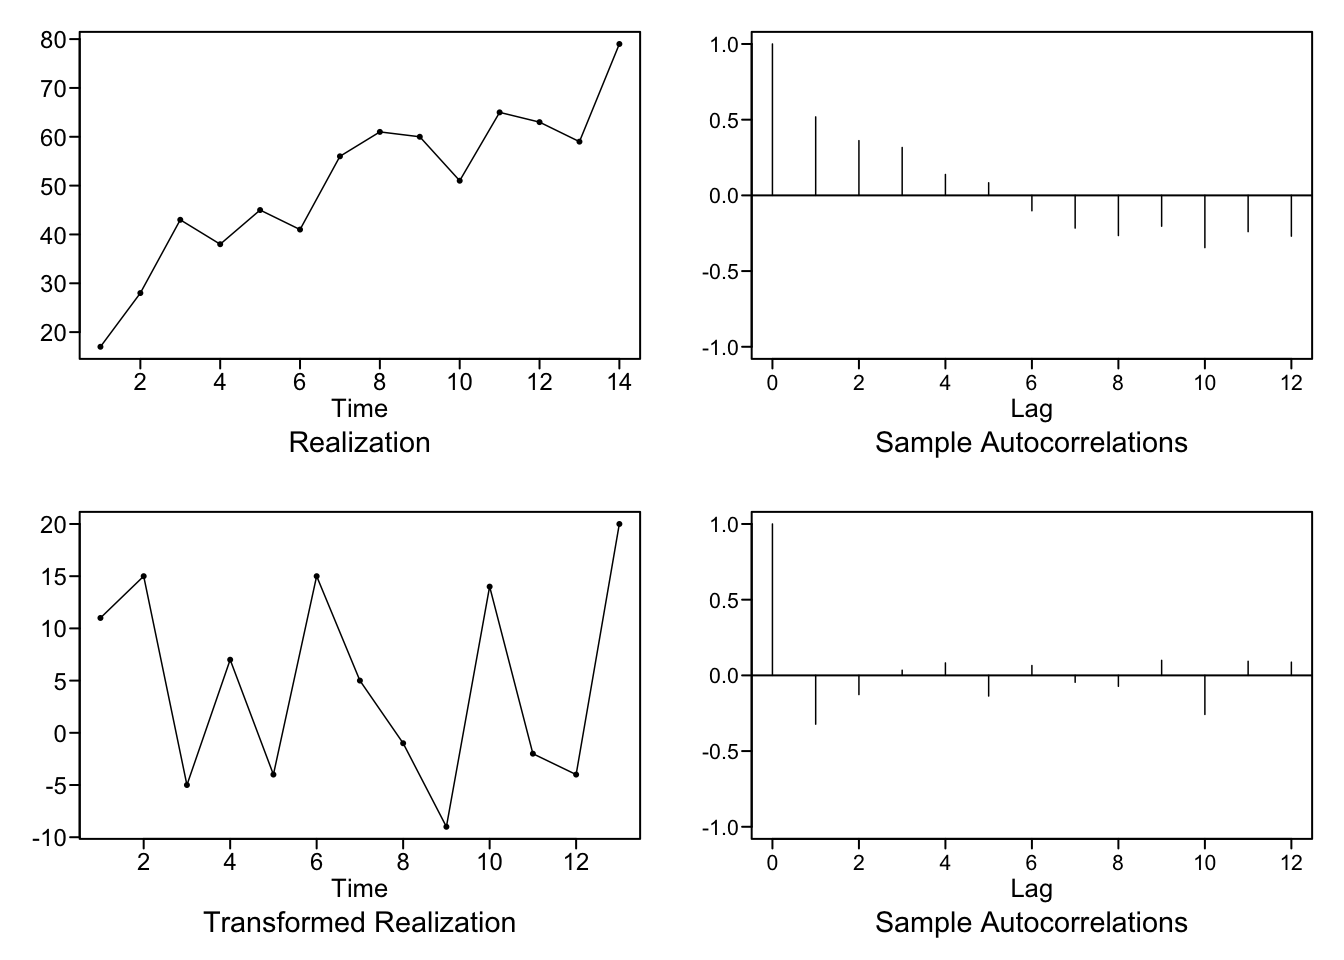 80
70
60
50
40
30
20
2 4 6 8 10 12 14
Time
Realization
1.0
0.5
0.0
-0.5
-1.0
0 2 4 6 8 10 12
Lag
Sample Autocorrelations
20
15
10
5
0
-5
-10
2 4 6 8 10 12
Time
Transformed Realization
1.0
0.5
0.0
-0.5
-1.0
0 2 4 6 8 10 12
Lag
Sample Autocorrelations